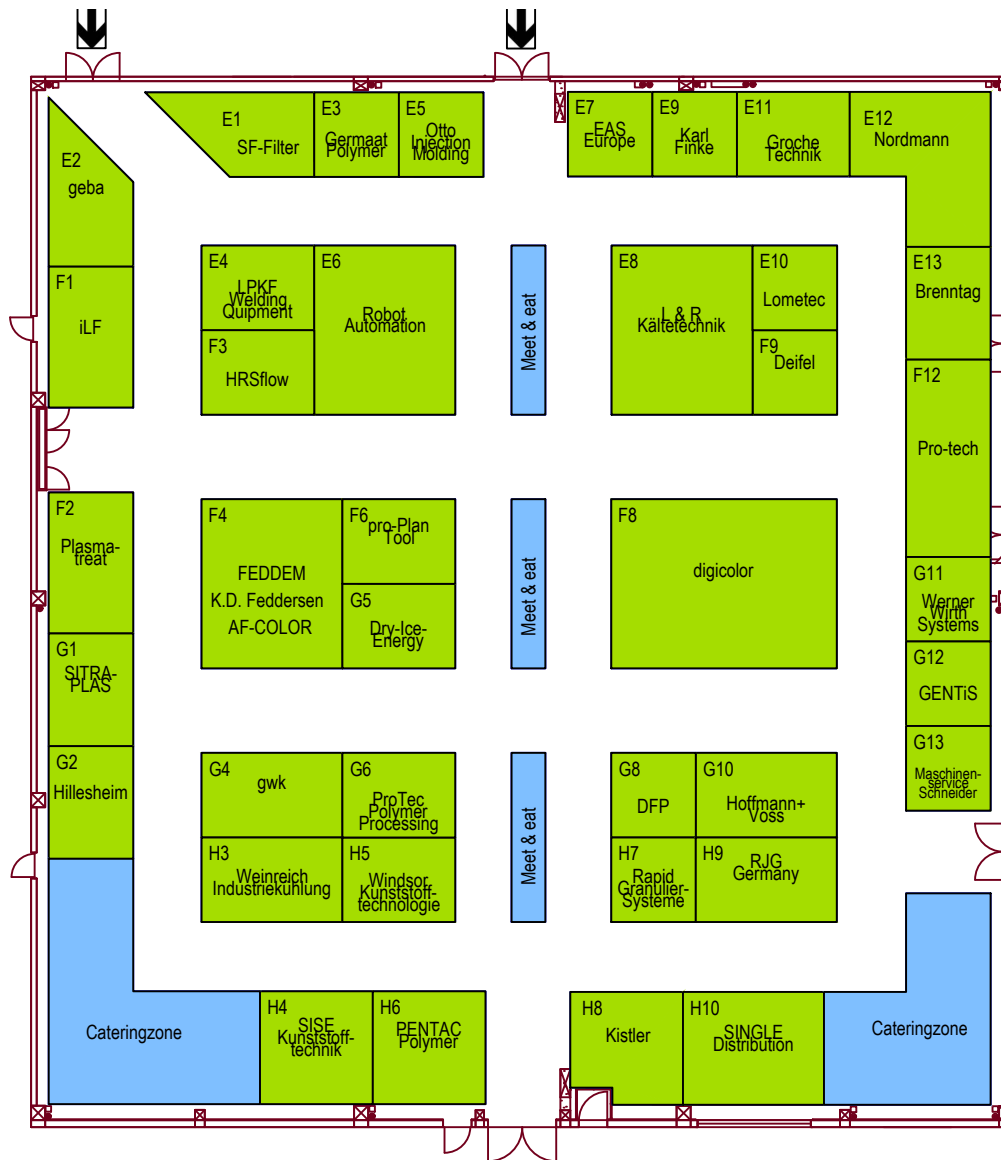 E1
SF-Filter
E3
Germaat
Polymer
E5
Otto
Injection
Molding
E7
EAS
Europe
E9
Karl
Finke
E11
Groche
Technik
E12
Nordmann
E2
geba
F1
iLF
E4
LPKF
Welding
Quipment
E6
Robot
Automation
F3
HRSflow
Meet & eat
E8
L & R
Kältetechnik
E10
Lometec
F9
Deifel
E13
Brenntag
F12
Pro-tech
F2
Plasma-
treat
G1
SITRA-
PLAS
G2
Hillesheim
F4
FEDDEM
K.D. Feddersen
AF-COLOR
F6
pro-Plan
Tool
G5
Dry-Ice-
Energy
Meet & eat
F8
digicolor
G11
Werner
Wirth
Systems
G12
GENTiS
G13
Maschinen-
service
Schneider
G4
gwk
G6
ProTec
Polymer
Processing
H3
Weinreich
Industriekühlung
H5
Windsor
Kunststoff-
technologie
Meet & eat
G8
DFP
G10
Hoffmann+
Voss
H7
Rapid
Granulier-
Systeme
H9
RJG
Germany
Cateringzone
H4
SISE
Kunststoff-
technik
H6
PENTAC
Polymer
H8
Kistler
H10
SINGLE
Distribution
Cateringzone